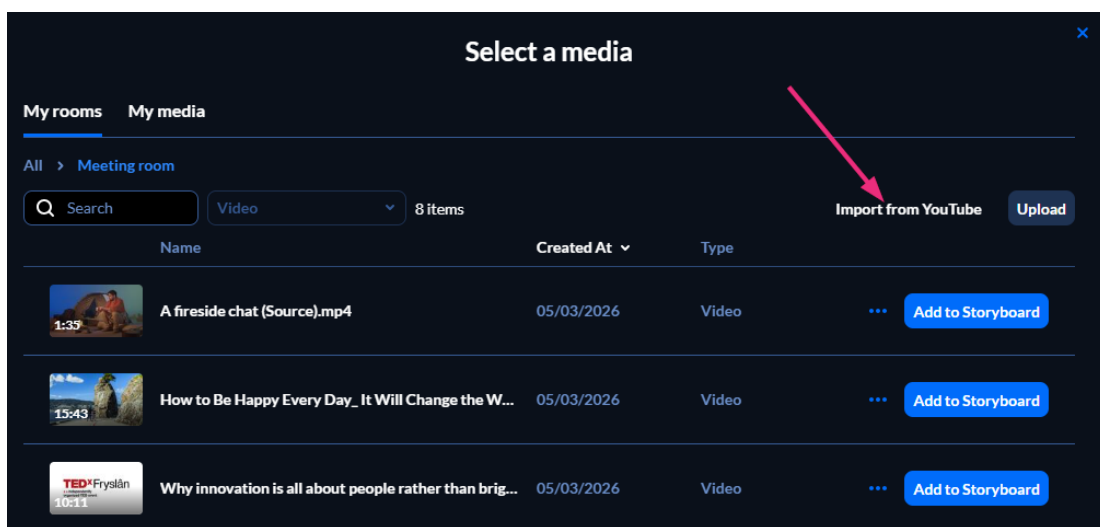 Select a media
×
My rooms My media
All > Meeting room
Search Video 8 items Import from YouTube Upload
Name Created At Type
1:35 A fireside chat (Source).mp4 05/03/2026 Video ••• Add to Storyboard
15:43 How to Be Happy Every Day_ It Will Change the W... 05/03/2026 Video ••• Add to Storyboard
TEDxFryslân
10:11 Why innovation is all about people rather than brig... 05/03/2026 Video ••• Add to Storyboard